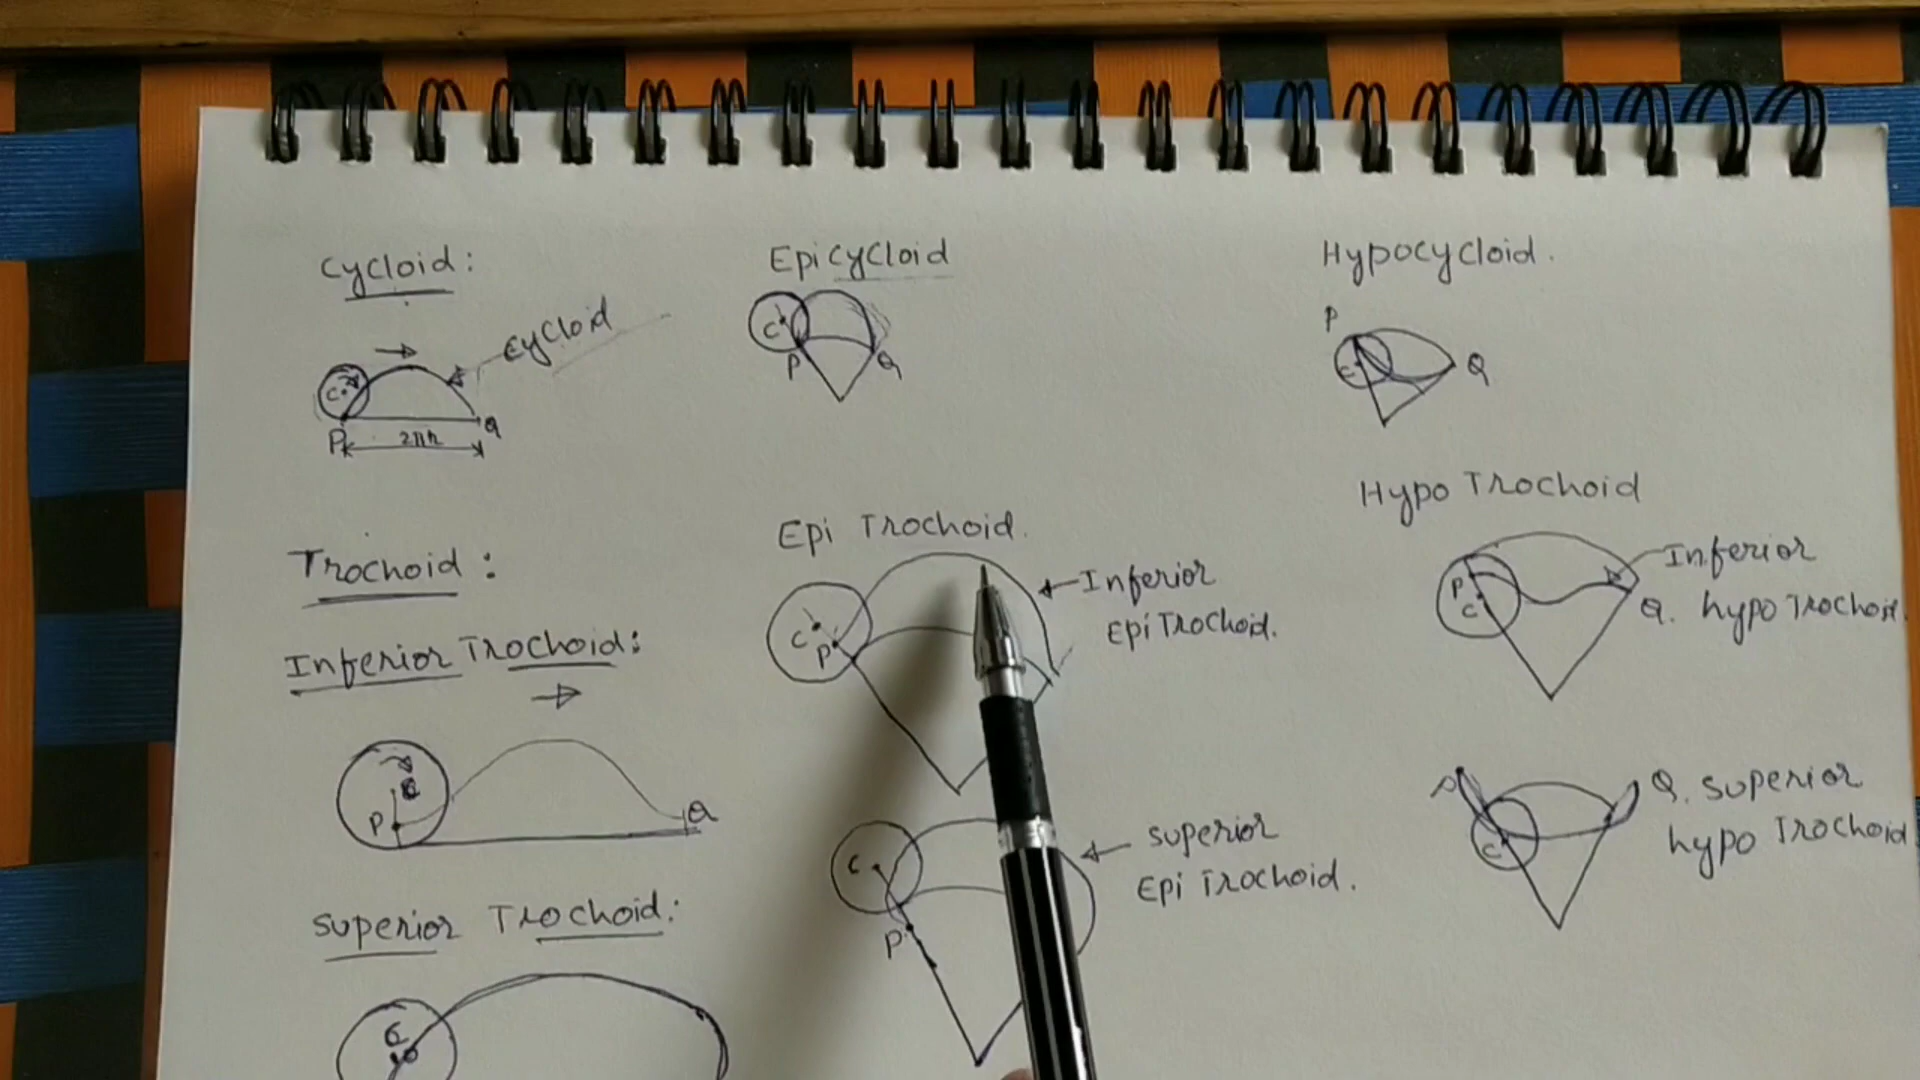 Cycloid:
cycloid
C
P
Q
2πr
Trochoid:
Inferior Trochoid:
C
P
Q
Superior Trochoid:
C
Epicycloid
C
P
Q
Epi Trochoid.
C
P
Inferior
Epi Trochoid.
C
P
superior
Epi Trochoid.
Hypocycloid.
P
C
Q
Hypo Trochoid
P
C
Inferior
Q. hypo Trochoid.
P
C
Q. superior
hypo Trochoid